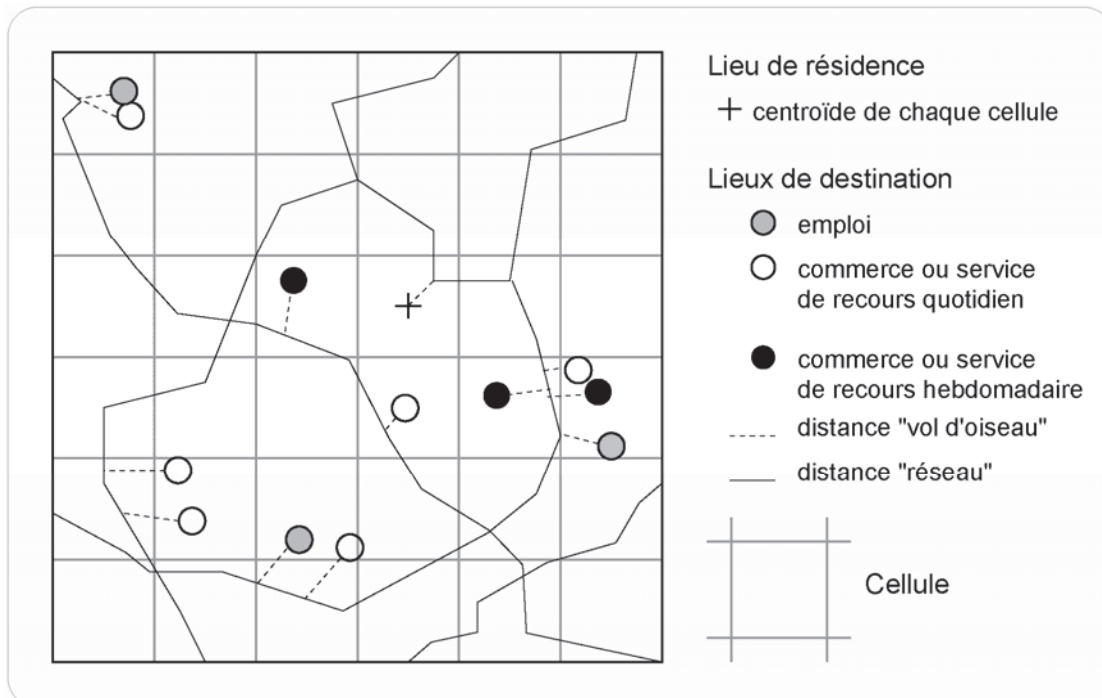 Lieu de résidence
centroïde de chaque cellule
Lieux de destination
emploi
commerce ou service
de recours quotidien
commerce ou service
de recours hebdomadaire
distance "vol d'oiseau"
distance "réseau"
Cellule